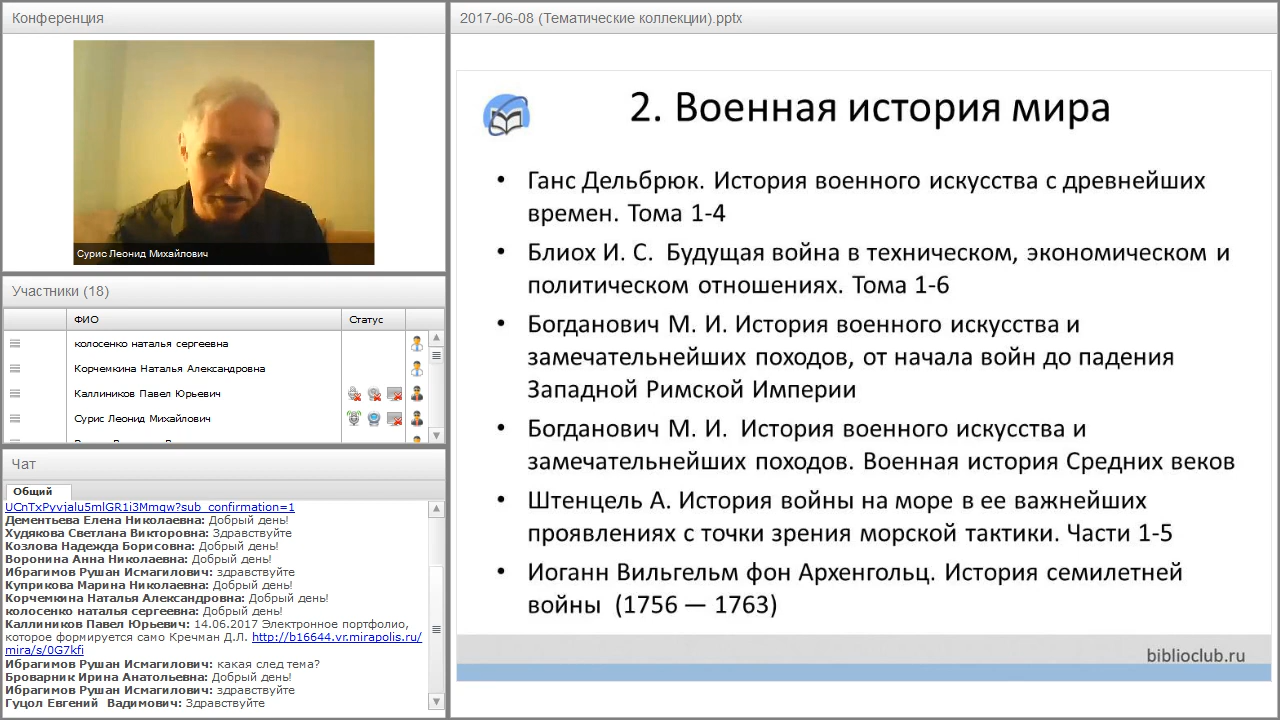 Конференция
Сурис Леонид Михайлович
Участники (18)
ФИО
Статус
колосенко наталья сергеевна
Корчемкина Наталья Александровна
Каллиников Павел Юрьевич
Сурис Леонид Михайлович
Чат
Общий
UCnTxPyvjalu5mlGR1i3Mmqw?sub_confirmation=1
Дементьева Елена Николаевна: Добрый день!
Худякова Светлана Викторовна: Здравствуйте
Козлова Надежда Борисовна: Добрый день!
Воронина Анна Николаевна: Добрый день!
Ибрагимов Рушан Исмагилович: здравствуйте
Куприкова Марина Николаевна: Добрый день!
Корчемкина Наталья Александровна: Добрый день!
колосенко наталья сергеевна: Добрый день!
Каллиников Павел Юрьевич: 14.06.2017 Электронное портфолио,
которое формируется само Кречман Д.Л. http://b16644.vr.mirapolis.ru/
mira/s/0G7kfi
Ибрагимов Рушан Исмагилович: какая след тема?
Броварник Ирина Анатольевна: Добрый день!
Ибрагимов Рушан Исмагилович: здравствуйте
Гуцол Евгений  Вадимович: Здравствуйте
2017-06-08 (Тематические коллекции).pptx
2. Военная история мира
• Ганс Дельбрюк. История военного искусства с древнейших
времен. Тома 1-4
• Блиох И. С.  Будущая война в техническом, экономическом и
политическом отношениях. Тома 1-6
• Богданович М. И. История военного искусства и
замечательнейших походов, от начала войн до падения
Западной Римской Империи
• Богданович М. И.  История военного искусства и
замечательнейших походов. Военная история Средних веков
• Штенцель А. История войны на море в ее важнейших
проявлениях с точки зрения морской тактики. Части 1-5
• Иоганн Вильгельм фон Архенгольц. История семилетней
войны  (1756 — 1763)
biblioclub.ru